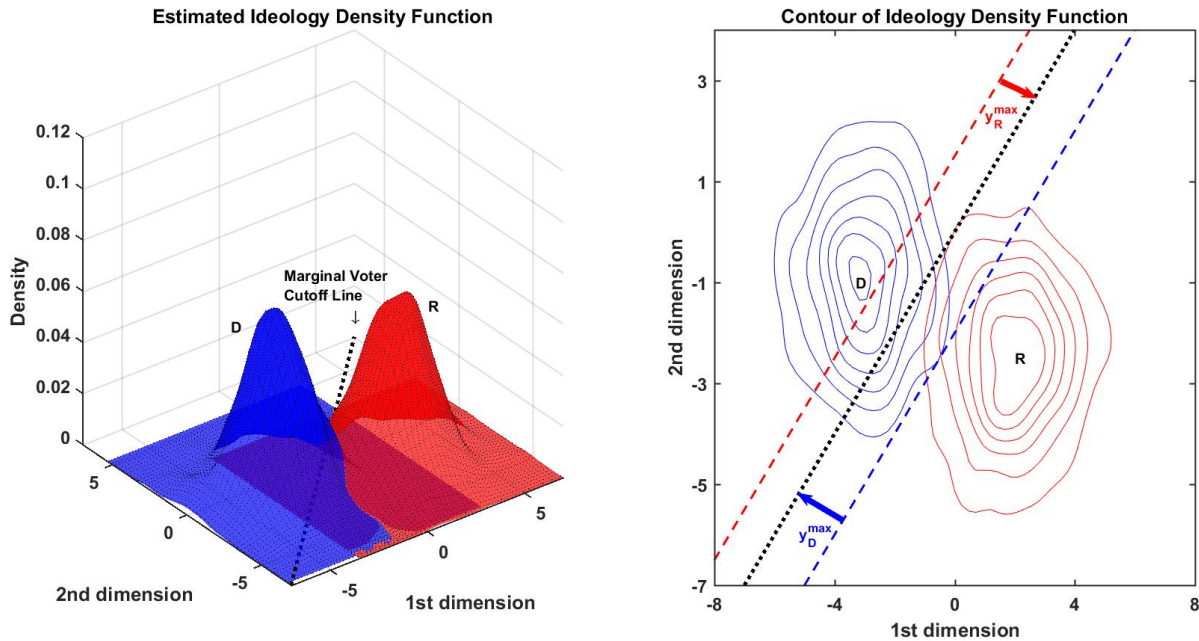 Estimated Ideology Density Function
0.12
0.1
0.08
0.06
0.04
0.02
0
Density
Marginal Voter
Cutoff Line
↓
D
R
5
0
-5
2nd dimension
-5
0
5
1st dimension
Contour of Ideology Density Function
3
1
-1
-3
-5
-7
2nd dimension
y_R^max
D
R
y_D^max
-8
-4
0
4
8
1st dimension